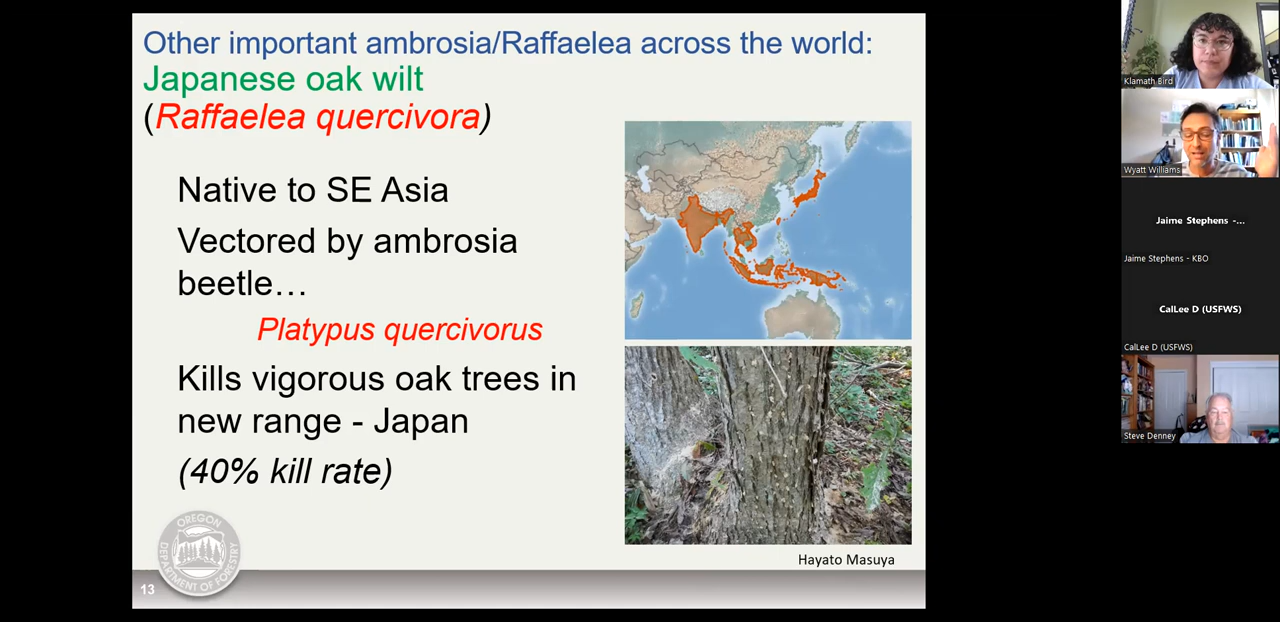 Other important ambrosia/Raffaelea across the world:
Japanese oak wilt
(Raffaelea quercivora)
Native to SE Asia
Vectored by ambrosia
beetle…
Platypus quercivorus
Kills vigorous oak trees in
new range - Japan
(40% kill rate)
Hayato Masuya
OREGON
DEPARTMENT OF FORESTRY
13
Klamath Bird
Wyatt Williams
Jaime Stephens -...
Jaime Stephens - KBO
CalLee D (USFWS)
CalLee D (USFWS)
Steve Denney